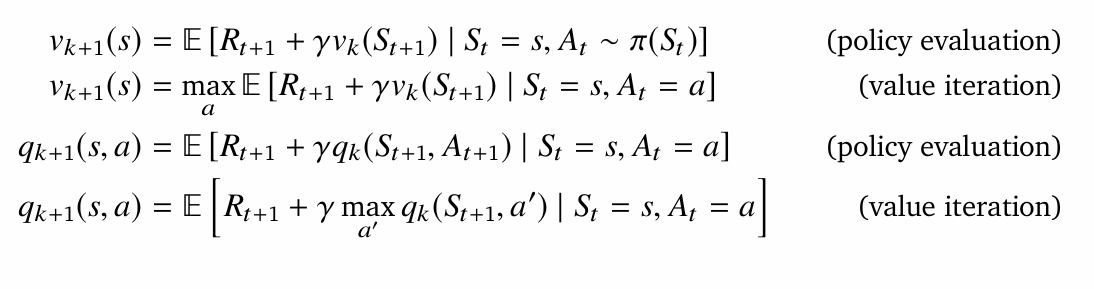 v_{k+1}(s) = 𝔼 [R_{t+1} + γv_k(S_{t+1}) | S_t = s, A_t ∼ π(S_t)] (policy evaluation)
v_{k+1}(s) = max_a 𝔼 [R_{t+1} + γv_k(S_{t+1}) | S_t = s, A_t = a] (value iteration)
q_{k+1}(s, a) = 𝔼 [R_{t+1} + γq_k(S_{t+1}, A_{t+1}) | S_t = s, A_t = a] (policy evaluation)
q_{k+1}(s, a) = 𝔼 [R_{t+1} + γ max_{a′} q_k(S_{t+1}, a′) | S_t = s, A_t = a] (value iteration)